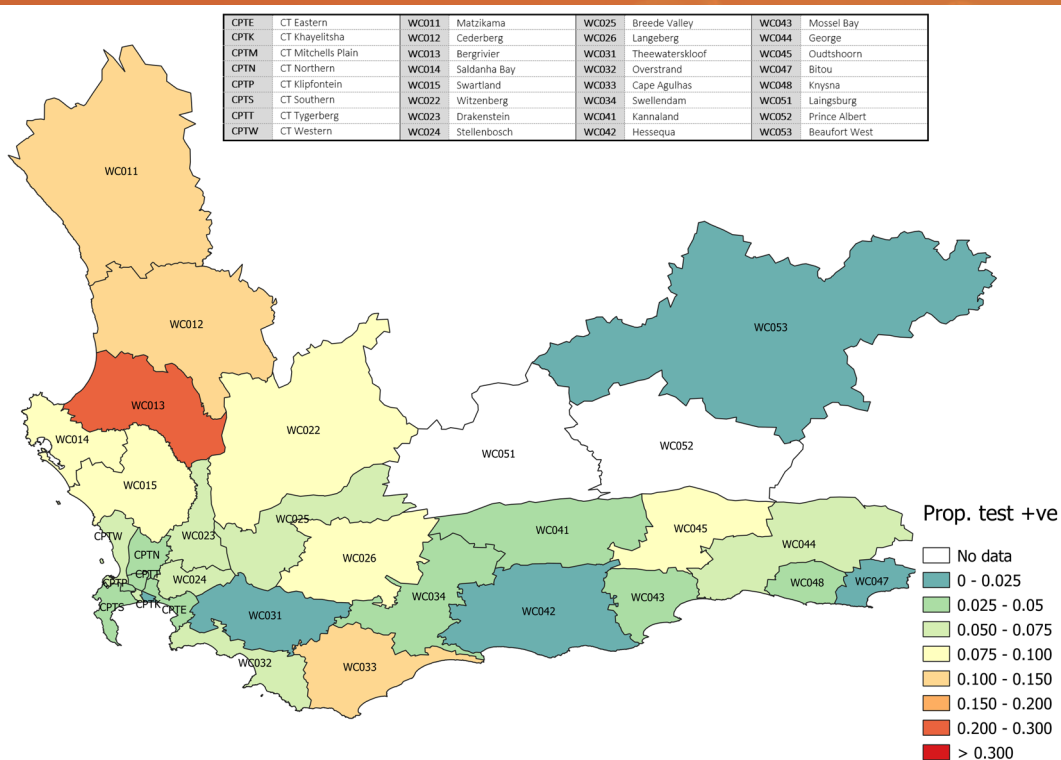 CPTE CT Eastern WC011 Matzikama WC025 Breede Valley WC043 Mossel Bay
CPTK CT Khayelitsha WC012 Cederberg WC026 Langeberg WC044 George
CPTM CT Mitchells Plain WC013 Bergrivier WC031 Theewaterskloof WC045 Oudtshoorn
CPTN CT Northern WC014 Saldanha Bay WC032 Overstrand WC047 Bitou
CPTP CT Klipfontein WC015 Swartland WC033 Cape Agulhas WC048 Knysna
CPTS CT Southern WC022 Witzenberg WC034 Swellendam WC051 Laingsburg
CPTT CT Tygerberg WC023 Drakenstein WC041 Kannaland WC052 Prince Albert
CPTW CT Western WC024 Stellenbosch WC042 Hessequa WC053 Beaufort West
WC011
WC012
WC053
WC013
WC022
WC014
WC051
WC052
WC015
WC025
WC041
WC045
CPTW
WC023
WC044
CPTN
WC026
CPTT
CPTP
WC024
WC048
WC047
WC034
WC043
CPTS
CPTK
CPTE
WC031
WC042
WC032
WC033
Prop. test +ve
No data
0 - 0.025
0.025 - 0.05
0.050 - 0.075
0.075 - 0.100
0.100 - 0.150
0.150 - 0.200
0.200 - 0.300
> 0.300